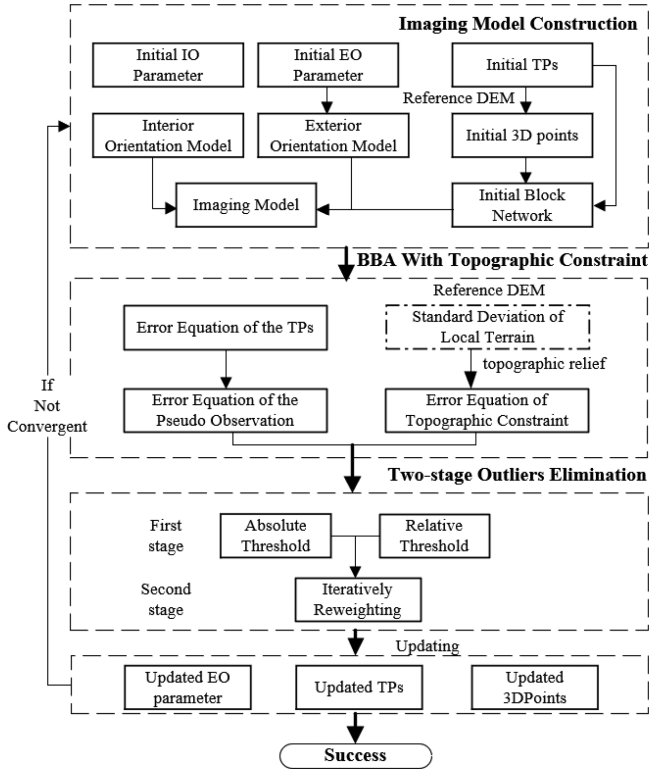 Imaging Model Construction
Initial IO
Parameter
Initial EO
Parameter
Initial TPs
Reference DEM
Interior
Orientation Model
Exterior
Orientation Model
Initial 3D points
Imaging Model
Initial Block
Network
BBA With Topographic Constraint
Reference DEM
Error Equation of the TPs
Standard Deviation of
Local Terrain
topographic relief
If
Not
Convergent
Error Equation of the
Pseudo Observation
Error Equation of
Topographic Constraint
Two-stage Outliers Elimination
First
stage
Absolute
Threshold
Relative
Threshold
Second
stage
Iteratively
Reweighting
Updating
Updated EO
parameter
Updated TPs
Updated
3DPoints
Success